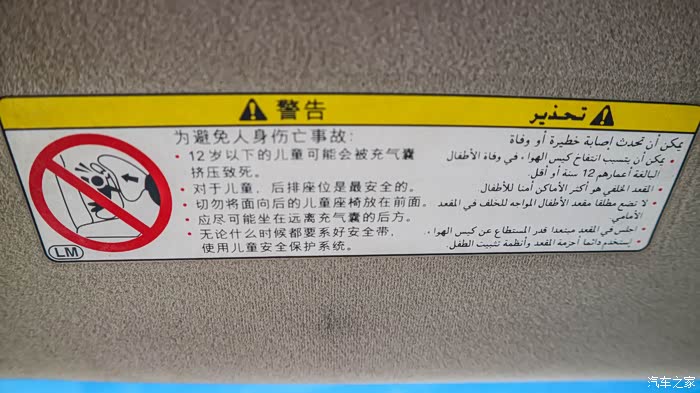 警告
为避免人身伤亡事故:
• 12岁以下的儿童可能会被充气囊
挤压致死。
• 对于儿童，后排座位是最安全的。
• 切勿将面向后的儿童座椅放在前面。
• 应尽可能坐在远离充气囊的后方。
• 无论什么时候都要系好安全带，
使用儿童安全保护系统。
LM
تحذير
يمكن أن تحدث إصابة خطيرة أو وفاة
• يمكن أن يتسبب انتفاخ كيس الهواء في وفاة الأطفال
البالغة أعمارهم 12 سنة أو أقل.
• المقعد الخلفي هو أكثر الأماكن أمنا للأطفال.
• لا تضع مطلقا مقعد الأطفال المواجه للخلف في المقعد
الأمامي.
• اجلس في المقعد مبتعدا قدر المستطاع عن كيس الهواء.
• إستخدم دائما أحزمة المقعد وأنظمة تثبيت الطفل.
汽车之家